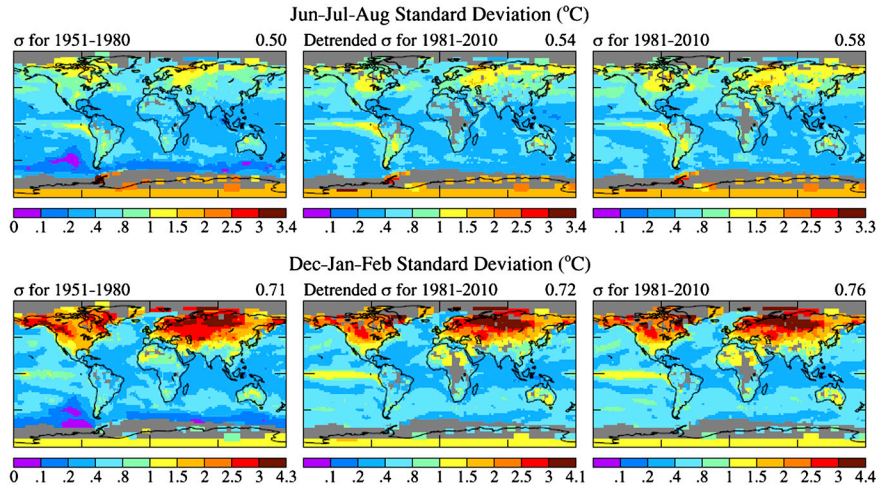 Jun-Jul-Aug Standard Deviation (°C)
σ for 1951-1980 0.50 Detrended σ for 1981-2010 0.54 σ for 1981-2010 0.58
0 .1 .2 .4 .8 1 1.5 2 2.5 3 3.4 .1 .2 .4 .8 1 1.5 2 2.5 3 3.4 .1 .2 .4 .8 1 1.5 2 2.5 3 3.3
Dec-Jan-Feb Standard Deviation (°C)
σ for 1951-1980 0.71 Detrended σ for 1981-2010 0.72 σ for 1981-2010 0.76
0 .1 .2 .4 .8 1 1.5 2 2.5 3 4.3 .1 .2 .4 .8 1 1.5 2 2.5 3 4.1 .1 .2 .4 .8 1 1.5 2 2.5 3 4.4